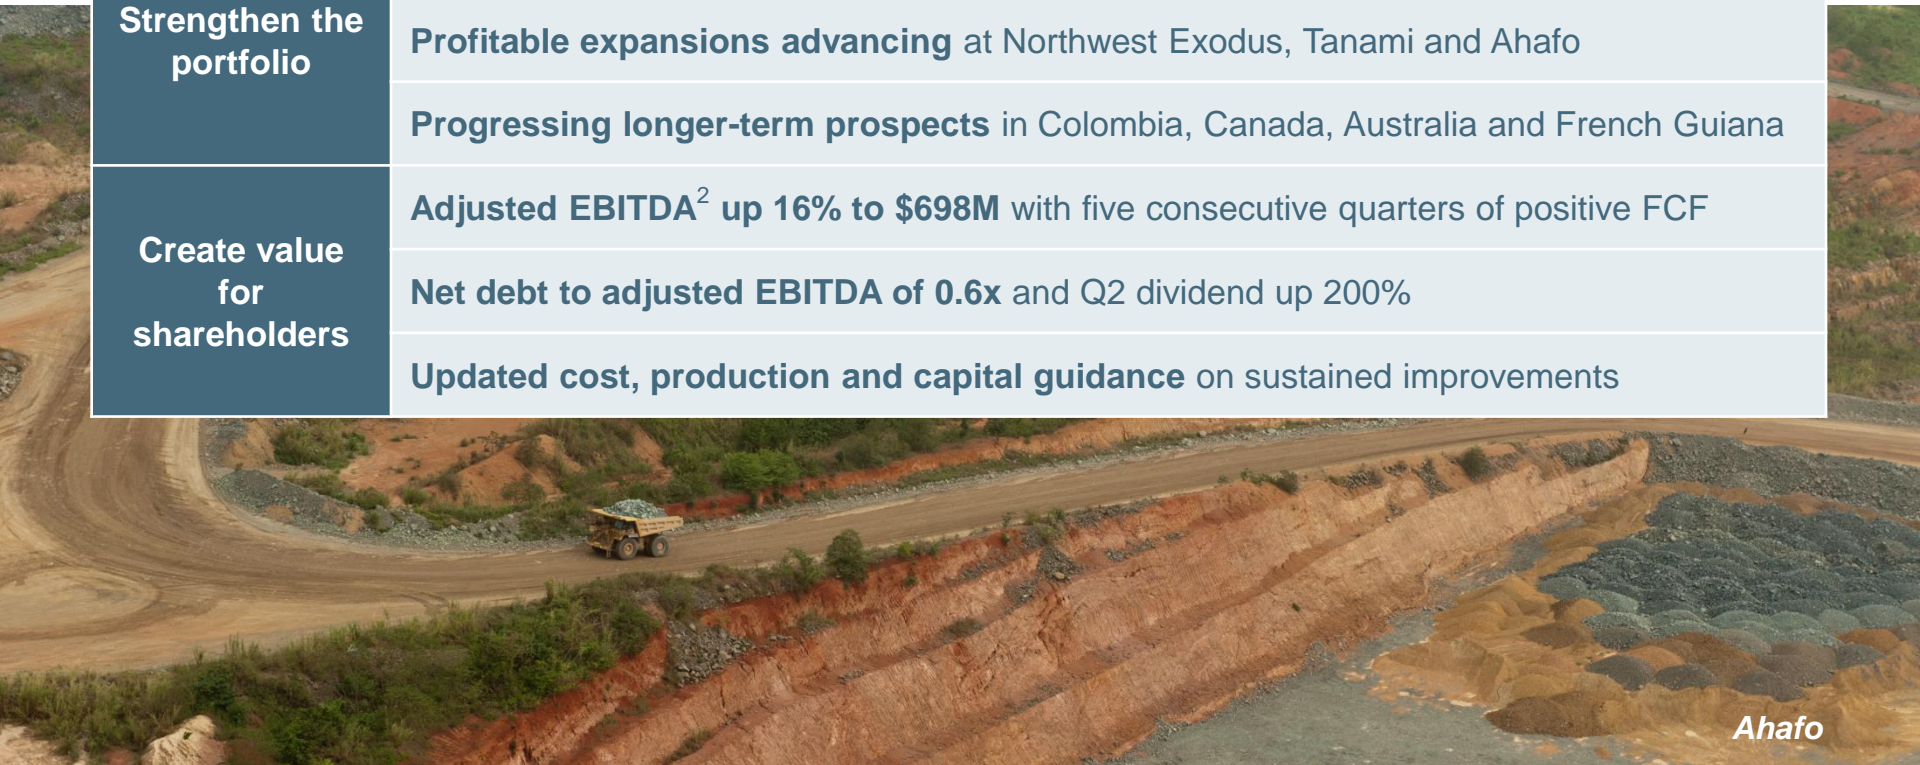 Strengthen the
portfolio
Profitable expansions advancing at Northwest Exodus, Tanami and Ahafo
Progressing longer-term prospects in Colombia, Canada, Australia and French Guiana
Create value
for
shareholders
Adjusted EBITDA² up 16% to $698M with five consecutive quarters of positive FCF
Net debt to adjusted EBITDA of 0.6x and Q2 dividend up 200%
Updated cost, production and capital guidance on sustained improvements
Ahafo